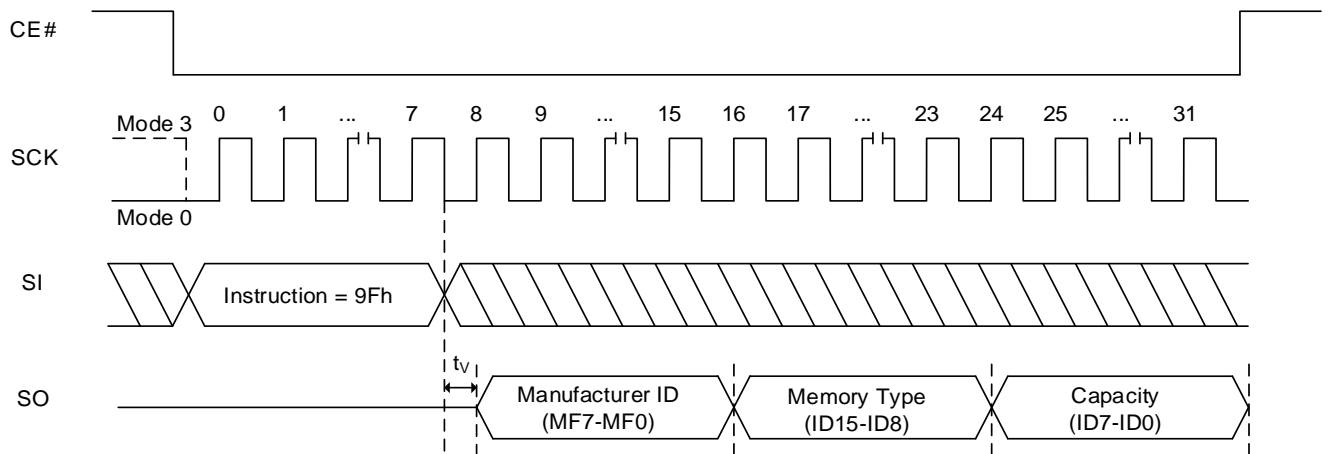 CE#
0 1 ... 7 8 9 ... 15 16 17 ... 23 24 25 ... 31
Mode 3
SCK
Mode 0
SI
Instruction = 9Fh
tV
SO
Manufacturer ID
(MF7-MF0)
Memory Type
(ID15-ID8)
Capacity
(ID7-ID0)